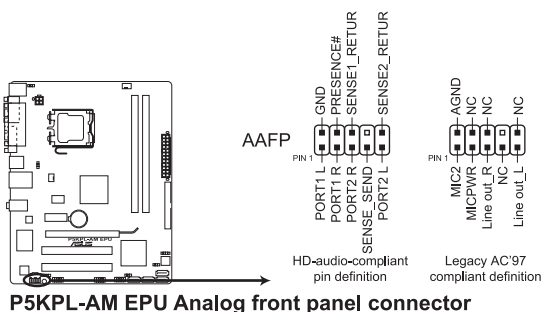 GND
PRESENCE#
SENSE1_RETUR
SENSE2_RETUR
AAFP
PIN 1
PORT1 L
PORT1 R
PORT2 R
SENSE_SEND
PORT2 L
HD-audio-compliant
pin definition
AGND
NC
NC
NC
PIN 1
MIC2
MICPWR
Line out_R
NC
Line out_L
Legacy AC'97
compliant definition
P5KPL-AM EPU
ASUS
P5KPL-AM EPU Analog front panel connector